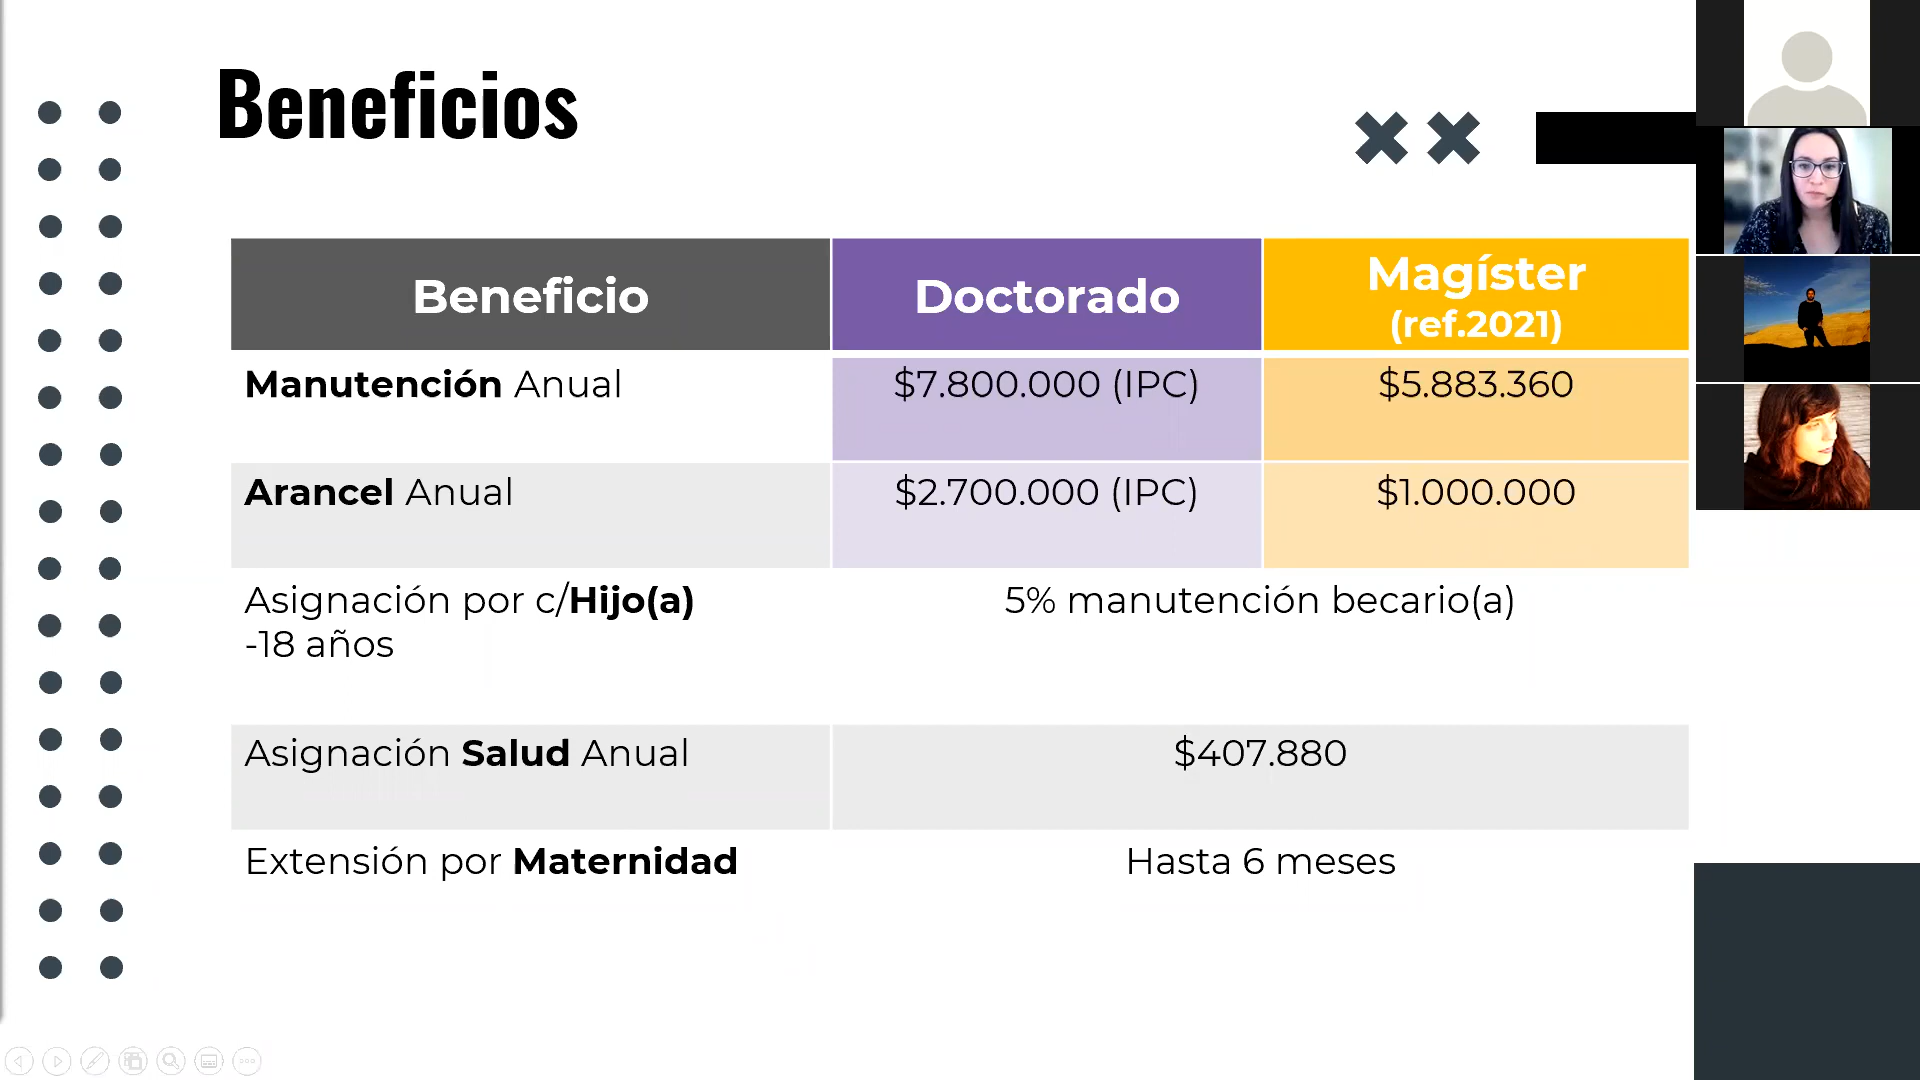 Beneficios
Beneficio
Doctorado
Magíster
(ref.2021)
Manutención Anual
$7.800.000 (IPC)
$5.883.360
Arancel Anual
$2.700.000 (IPC)
$1.000.000
Asignación por c/Hijo(a)
-18 años
5% manutención becario(a)
Asignación Salud Anual
$407.880
Extensión por Maternidad
Hasta 6 meses